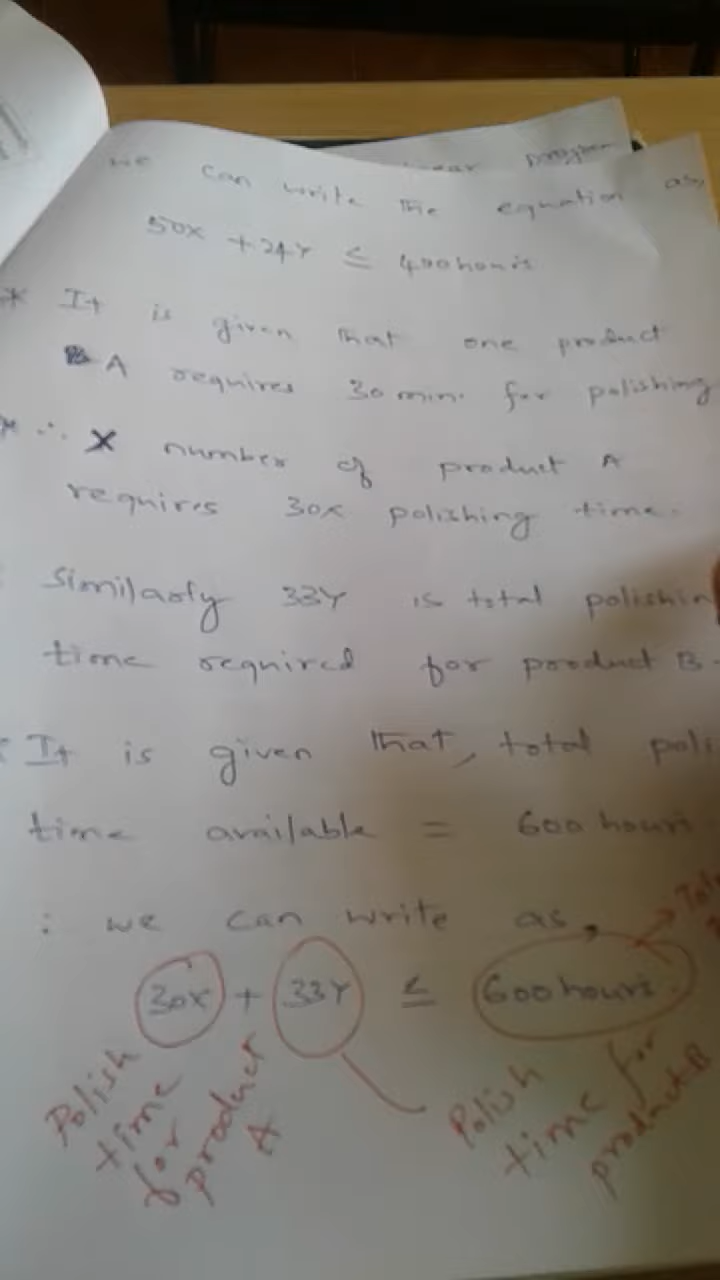 program
we can write the equation as,
50X + 24Y ≤ 400 hours
* It is given that one product
A requires 30 min. for polishing
* ∴ X number of product A
requires 30X polishing time.
Similarly 33Y is total polishin
time required for product B.
It is given that, total poli
time available = 600 hours
: we can write as,
30X + 33Y ≤ 600 hours
Polish time for product A
Polish time for product B